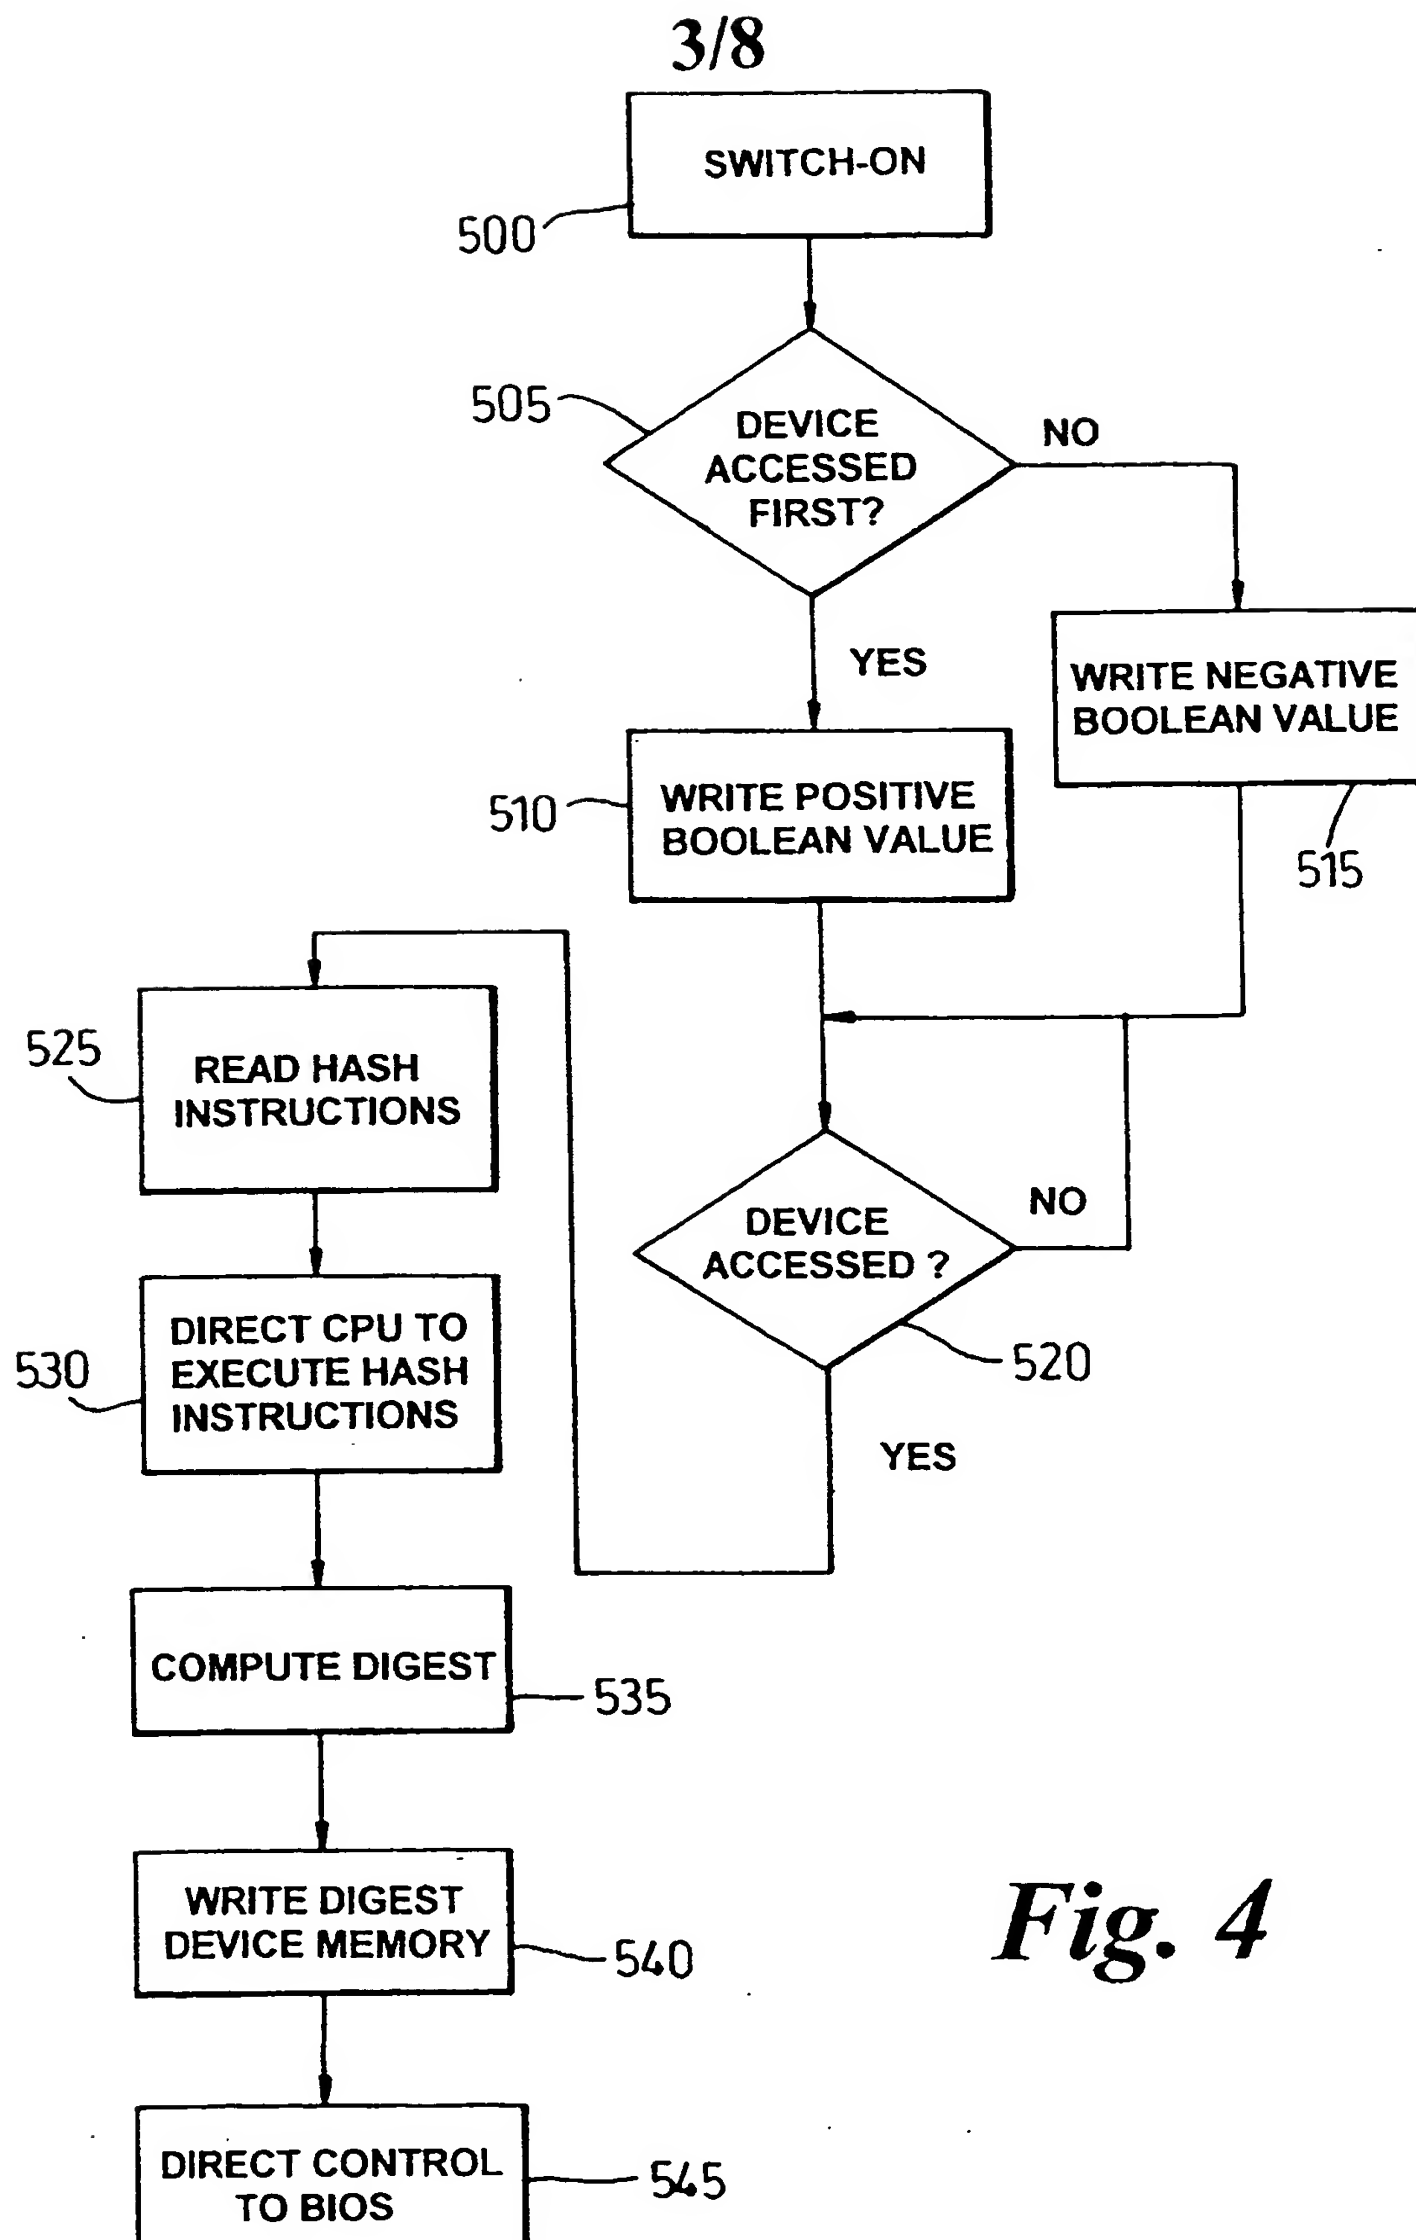 3/8
SWITCH-ON
500
505
DEVICE
ACCESSED
FIRST?
NO
YES
WRITE NEGATIVE
BOOLEAN VALUE
515
510
WRITE POSITIVE
BOOLEAN VALUE
525
READ HASH
INSTRUCTIONS
DEVICE
ACCESSED ?
NO
520
YES
530
DIRECT CPU TO
EXECUTE HASH
INSTRUCTIONS
COMPUTE DIGEST
535
WRITE DIGEST
DEVICE MEMORY
540
Fig. 4
DIRECT CONTROL
TO BIOS
545